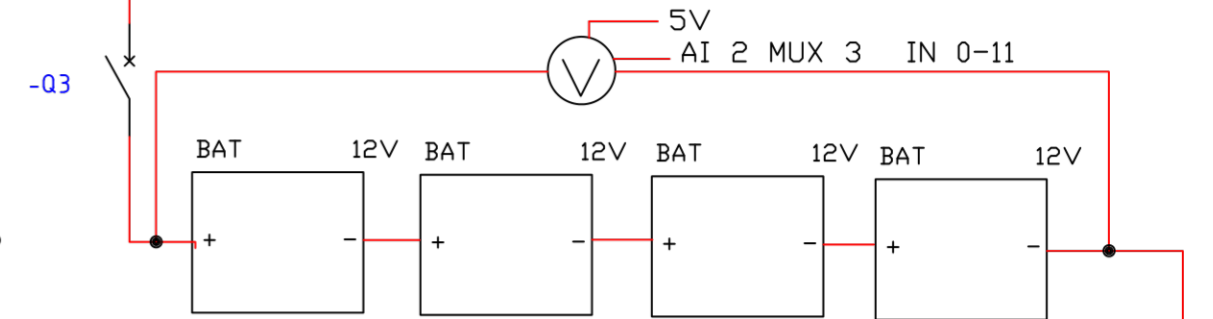 5V
AI 2 MUX 3 IN 0-11
-Q3
BAT 12V BAT 12V BAT 12V BAT 12V
+ - + - + - + -
V